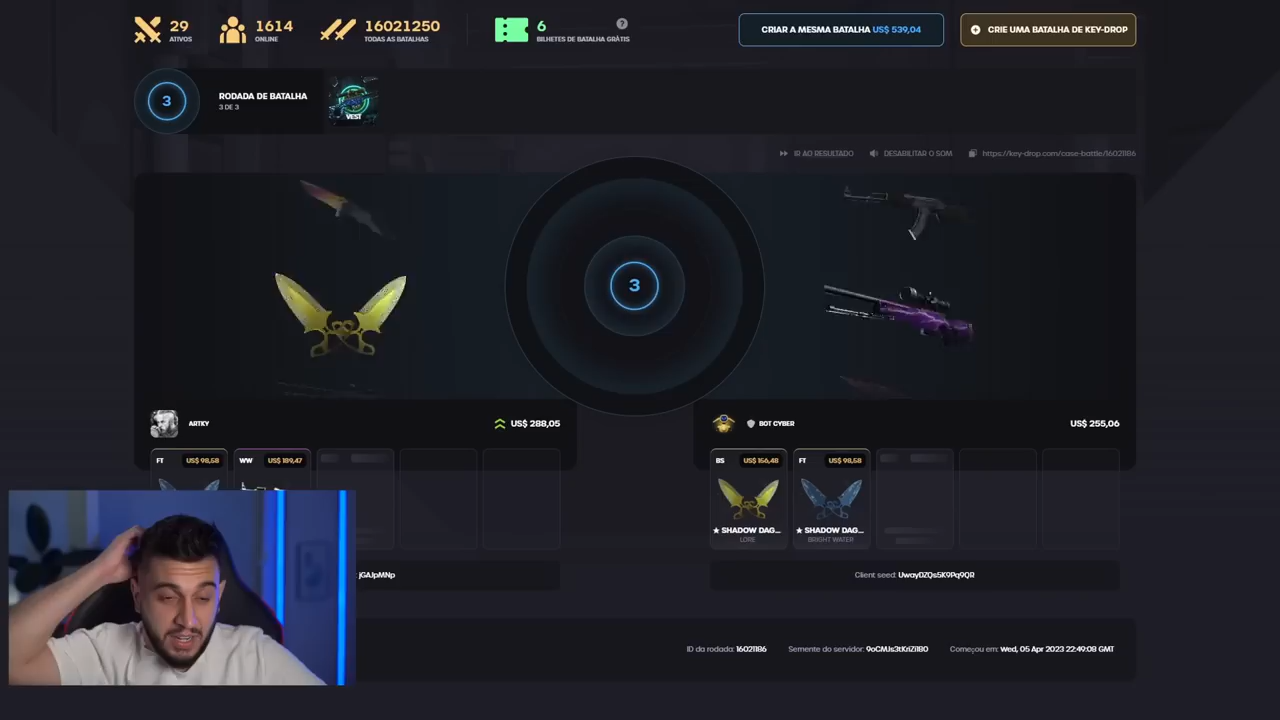 29
ATIVOS
1614
ONLINE
16021250
TODAS AS BATALHAS
6
BILHETES DE BATALHA GRÁTIS
?
CRIAR A MESMA BATALHA US$ 539,04
CRIE UMA BATALHA DE KEY-DROP
3
RODADA DE BATALHA
3 DE 3
VEST
IR AO RESULTADO
DESABILITAR O SOM
https://key-drop.com/case-battle/16021186
3
ARTKY
US$ 288,05
BOT CYBER
US$ 255,06
FT
US$ 98,58
WW
US$ 189,47
BS
US$ 156,48
FT
US$ 98,58
★ SHADOW DAG...
LORE
★ SHADOW DAG...
BRIGHT WATER
jGAJpMNp
Client seed: UwayDZQs5K9Pq9QR
ID da rodada: 16021186
Semente do servidor: 9oCMJs3tKriZi180
Começou em: Wed, 05 Apr 2023 22:49:08 GMT